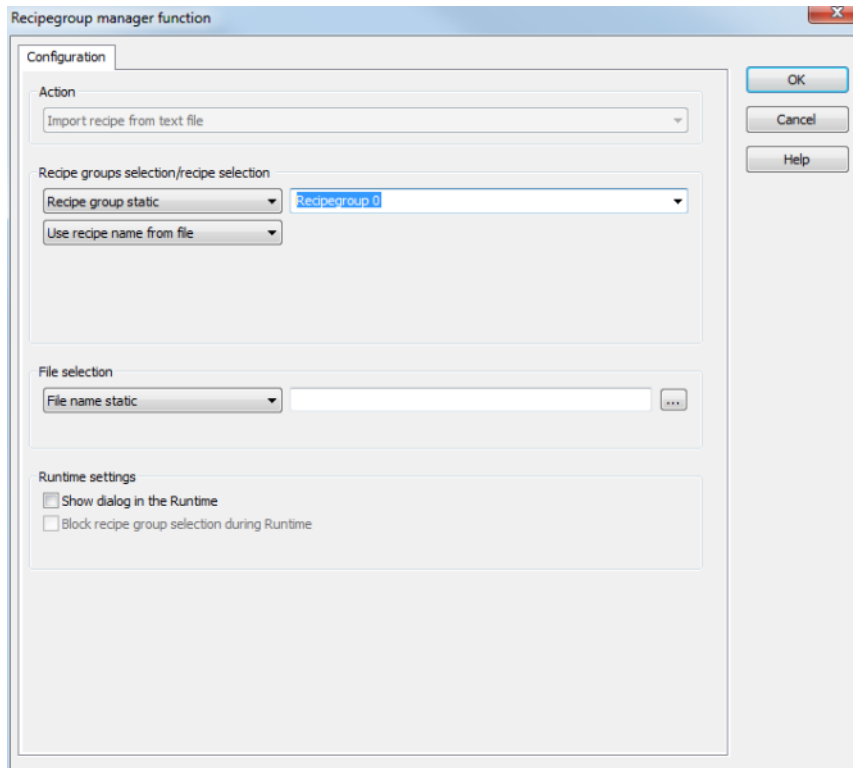 Recipegroup manager function
Configuration
OK
Cancel
Help
Action
Import recipe from text file
Recipe groups selection/recipe selection
Recipe group static
Recipegroup 0
Use recipe name from file
File selection
File name static
...
Runtime settings
Show dialog in the Runtime
Block recipe group selection during Runtime